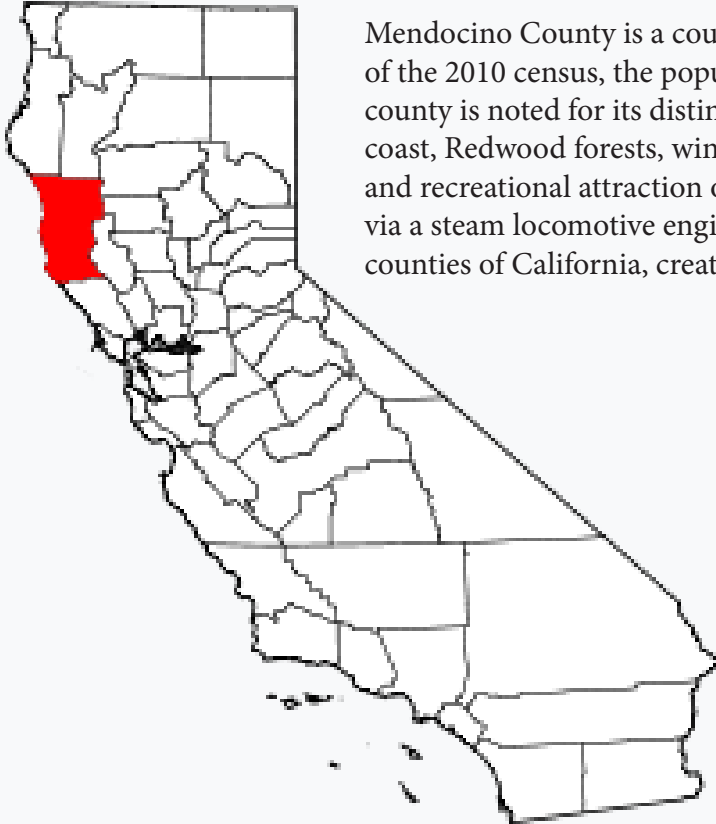 Mendocino County is a cou
of the 2010 census, the popu
county is noted for its distin
coast, Redwood forests, win
and recreational attraction o
via a steam locomotive engi
counties of California, creat